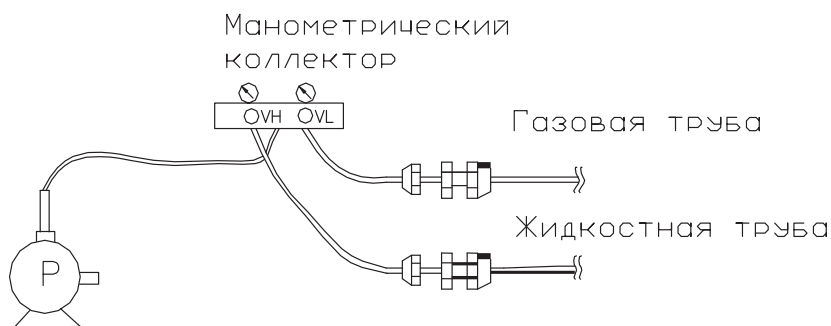 Манометрический
коллектор
VH VL
Газовая труба
Жидкостная труба
P